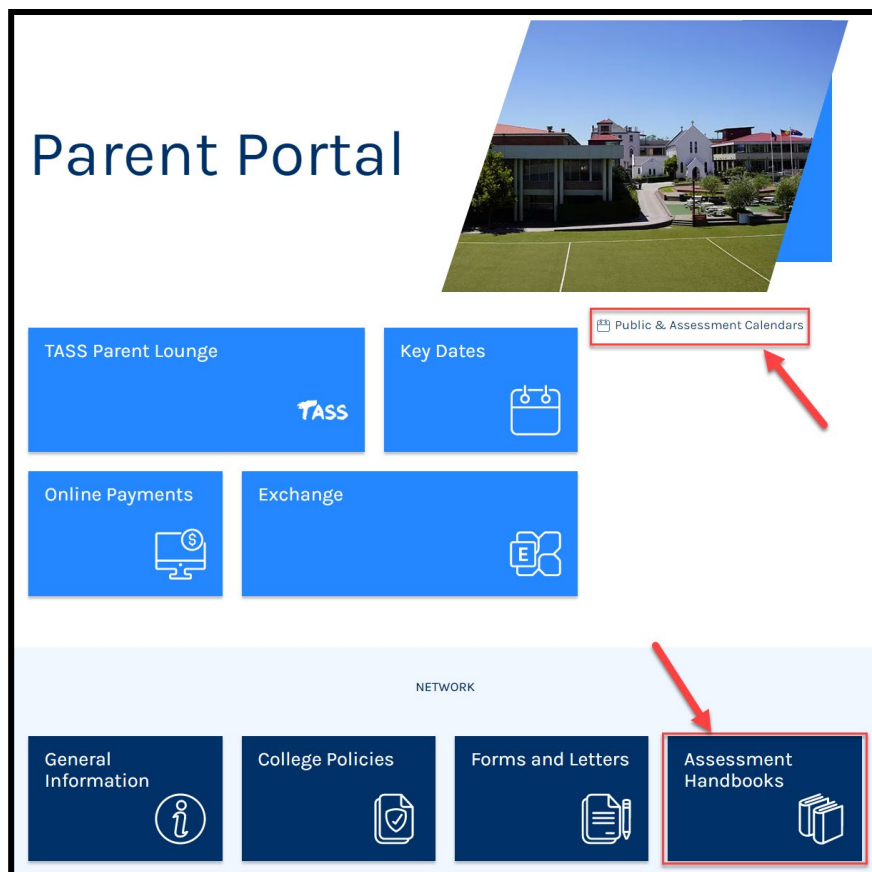 Parent Portal
Public & Assessment Calendars
TASS Parent Lounge
TASS
Key Dates
Online Payments
$
Exchange
E
NETWORK
General
Information
i
College Policies
Forms and Letters
Assessment
Handbooks